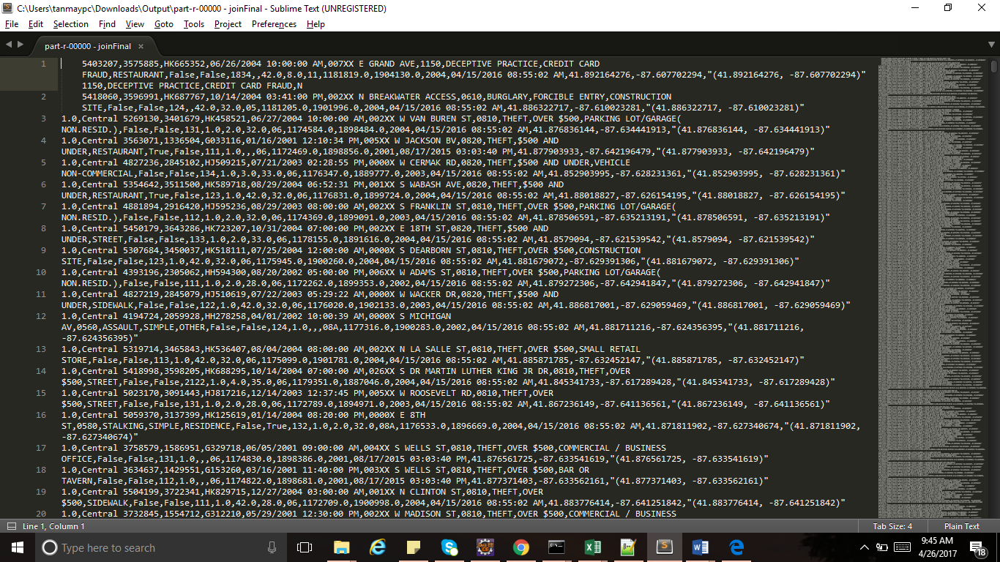 C:\Users\tanmaypc\Downloads\Output\part-r-00000 - joinFinal - Sublime Text (UNREGISTERED)
File Edit Selection Find View Goto Tools Project Preferences Help
part-r-00000 - joinFinal ×
1 5403207,3575885,HK665352,06/26/2004 10:00:00 AM,007XX E GRAND AVE,1150,DECEPTIVE PRACTICE,CREDIT CARD
FRAUD,RESTAURANT,False,False,1834,,42.0,8.0,11,1181819.0,1904130.0,2004,04/15/2016 08:55:02 AM,41.892164276,-87.607702294,"(41.892164276, -87.607702294)"
1150,DECEPTIVE PRACTICE,CREDIT CARD FRAUD,N
2 5418060,3596991,HK687767,10/14/2004 03:41:00 PM,002XX N BREAKWATER ACCESS,0610,BURGLARY,FORCIBLE ENTRY,CONSTRUCTION
SITE,False,False,124,,42.0,32.0,05,1181205.0,1901996.0,2004,04/15/2016 08:55:02 AM,41.886322717,-87.610023281,"(41.886322717, -87.610023281)"
3 1.0,Central 5269130,3401679,HK458521,06/27/2004 10:00:00 AM,002XX W VAN BUREN ST,0810,THEFT,OVER $500,PARKING LOT/GARAGE(
NON.RESID.),False,False,131,1.0,2.0,32.0,06,1174584.0,1898484.0,2004,04/15/2016 08:55:02 AM,41.876836144,-87.634441913,"(41.876836144, -87.634441913)"
4 1.0,Central 3563071,1336504,G033116,01/16/2001 12:10:34 PM,005XX W JACKSON BV,0820,THEFT,$500 AND
UNDER,RESTAURANT,True,False,111,1.0,,,06,1172469.0,1898856.0,2001,08/17/2015 03:03:40 PM,41.877903933,-87.642196479,"(41.877903933, -87.642196479)"
5 1.0,Central 4827236,2845102,HJ509215,07/21/2003 02:28:55 PM,0000X W CERMAK RD,0820,THEFT,$500 AND UNDER,VEHICLE
NON-COMMERCIAL,False,False,134,1.0,3.0,33.0,06,1176347.0,1889777.0,2003,04/15/2016 08:55:02 AM,41.852903995,-87.628231361,"(41.852903995, -87.628231361)"
6 1.0,Central 5354642,3511500,HK589718,08/29/2004 06:52:31 PM,001XX S WABASH AVE,0820,THEFT,$500 AND
UNDER,RESTAURANT,True,False,123,1.0,42.0,32.0,06,1176831.0,1899724.0,2004,04/15/2016 08:55:02 AM,41.88018827,-87.626154195,"(41.88018827, -87.626154195)"
7 1.0,Central 4881894,2916420,HJ595236,08/29/2003 08:00:00 AM,002XX S FRANKLIN ST,0810,THEFT,OVER $500,PARKING LOT/GARAGE(
NON.RESID.),False,False,112,1.0,2.0,32.0,06,1174369.0,1899091.0,2003,04/15/2016 08:55:02 AM,41.878506591,-87.635213191,"(41.878506591, -87.635213191)"
8 1.0,Central 5450179,3643286,HK723207,10/31/2004 07:00:00 PM,002XX E 18TH ST,0820,THEFT,$500 AND
UNDER,STREET,False,False,133,1.0,2.0,33.0,06,1178155.0,1891616.0,2004,04/15/2016 08:55:02 AM,41.8579094,-87.621539542,"(41.8579094, -87.621539542)"
9 1.0,Central 5307684,3450037,HK518111,07/25/2004 12:00:00 AM,0000X S DEARBORN ST,0810,THEFT,OVER $500,CONSTRUCTION
SITE,False,False,123,1.0,42.0,32.0,06,1175945.0,1900260.0,2004,04/15/2016 08:55:02 AM,41.881679072,-87.629391306,"(41.881679072, -87.629391306)"
10 1.0,Central 4393196,2305062,HH594300,08/20/2002 05:00:00 PM,006XX W ADAMS ST,0810,THEFT,OVER $500,PARKING LOT/GARAGE(
NON.RESID.),False,False,111,1.0,2.0,28.0,06,1172262.0,1899353.0,2002,04/15/2016 08:55:02 AM,41.879272306,-87.642941847,"(41.879272306, -87.642941847)"
11 1.0,Central 4827219,2845079,HJ510619,07/22/2003 05:29:22 AM,0000X W WACKER DR,0820,THEFT,$500 AND
UNDER,SIDEWALK,False,False,122,1.0,42.0,32.0,06,1176020.0,1902133.0,2003,04/15/2016 08:55:02 AM,41.886817001,-87.629059469,"(41.886817001, -87.629059469)"
12 1.0,Central 4194724,2059928,HH278258,04/01/2002 10:00:39 AM,0000X S MICHIGAN
AV,0560,ASSAULT,SIMPLE,OTHER,False,False,124,1.0,,,08A,1177316.0,1900283.0,2002,04/15/2016 08:55:02 AM,41.881711216,-87.624356395,"(41.881711216,
-87.624356395)"
13 1.0,Central 5319714,3465843,HK536407,08/04/2004 08:00:00 AM,002XX N LA SALLE ST,0810,THEFT,OVER $500,SMALL RETAIL
STORE,False,False,113,1.0,42.0,32.0,06,1175099.0,1901781.0,2004,04/15/2016 08:55:02 AM,41.885871785,-87.632452147,"(41.885871785, -87.632452147)"
14 1.0,Central 5418998,3598205,HK688295,10/14/2004 07:00:00 AM,026XX S DR MARTIN LUTHER KING JR DR,0810,THEFT,OVER
$500,STREET,False,False,2122,1.0,4.0,35.0,06,1179351.0,1887046.0,2004,04/15/2016 08:55:02 AM,41.845341733,-87.617289428,"(41.845341733, -87.617289428)"
15 1.0,Central 5023170,3091443,HJ817216,12/14/2003 12:37:45 PM,005XX W ROOSEVELT RD,0810,THEFT,OVER
$500,STREET,False,False,131,1.0,2.0,28.0,06,1172789.0,1894971.0,2003,04/15/2016 08:55:02 AM,41.867236149,-87.641136561,"(41.867236149, -87.641136561)"
16 1.0,Central 5059370,3137399,HK125619,01/14/2004 08:20:00 PM,0000X E 8TH
ST,0580,STALKING,SIMPLE,RESIDENCE,False,True,132,1.0,2.0,32.0,08A,1176533.0,1896669.0,2004,04/15/2016 08:55:02 AM,41.871811902,-87.627340674,"(41.871811902,
-87.627340674)"
17 1.0,Central 3758579,1586951,G329718,06/05/2001 09:00:00 AM,004XX S WELLS ST,0810,THEFT,OVER $500,COMMERCIAL / BUSINESS
OFFICE,False,False,131,1.0,,,06,1174830.0,1898386.0,2001,08/17/2015 03:03:40 PM,41.876561725,-87.633541619,"(41.876561725, -87.633541619)"
18 1.0,Central 3634637,1429551,G153260,03/16/2001 11:40:00 PM,003XX S WELLS ST,0810,THEFT,OVER $500,BAR OR
TAVERN,False,False,112,1.0,,,06,1174822.0,1898681.0,2001,08/17/2015 03:03:40 PM,41.877371403,-87.633562161,"(41.877371403, -87.633562161)"
19 1.0,Central 5504199,3722341,HK829715,12/27/2004 03:00:00 AM,001XX N CLINTON ST,0810,THEFT,OVER
$500,SIDEWALK,False,False,111,1.0,42.0,28.0,06,1172709.0,1900998.0,2004,04/15/2016 08:55:02 AM,41.883776414,-87.641251842,"(41.883776414, -87.641251842)"
20 1.0,Central 3732845,1554712,G312210,05/29/2001 12:30:00 PM,002XX W MADISON ST,0810,THEFT,OVER $500,COMMERCIAL / BUSINESS
Line 1, Column 1 Tab Size: 4 Plain Text
Type here to search
9:45 AM
4/26/2017
18